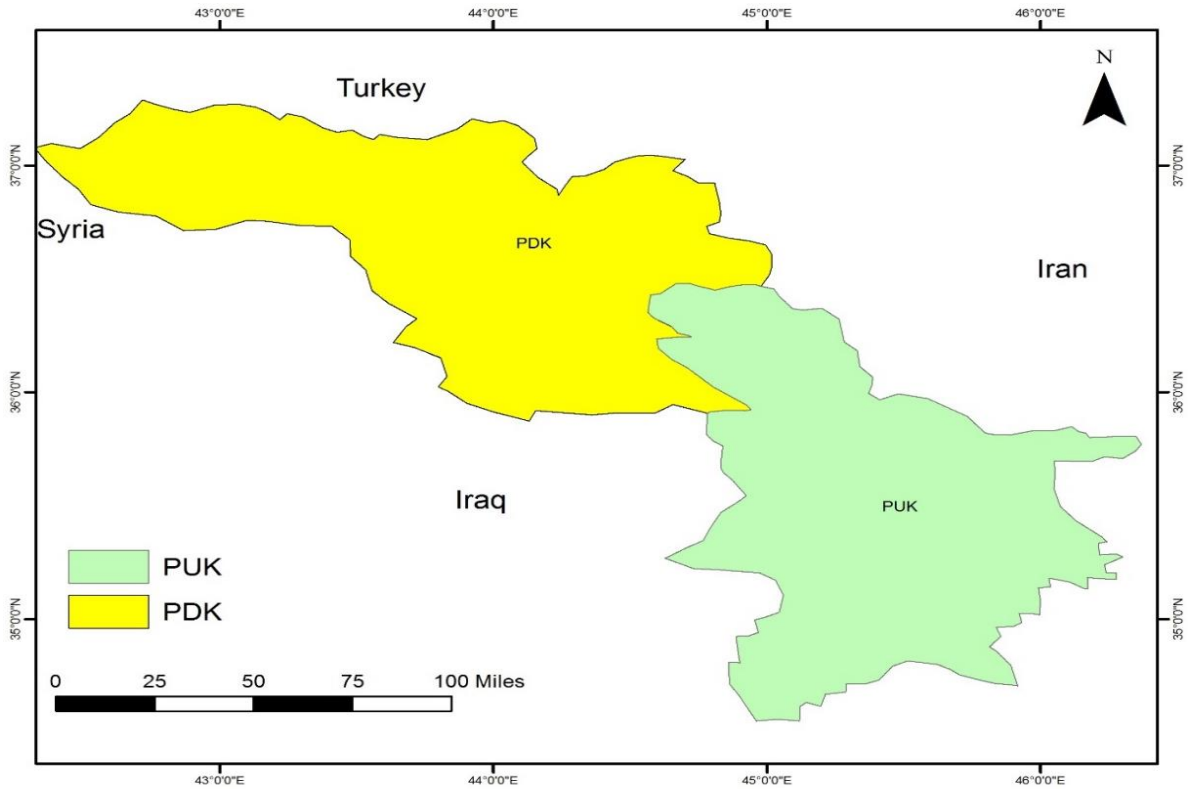 43°0'0"E 44°0'0"E 45°0'0"E 46°0'0"E
N
Turkey
37°0'0"N 37°0'0"N
Syria
PDK
Iran
36°0'0"N 36°0'0"N
Iraq
PUK
PUK
PDK
35°0'0"N 35°0'0"N
0 25 50 75 100 Miles
43°0'0"E 44°0'0"E 45°0'0"E 46°0'0"E